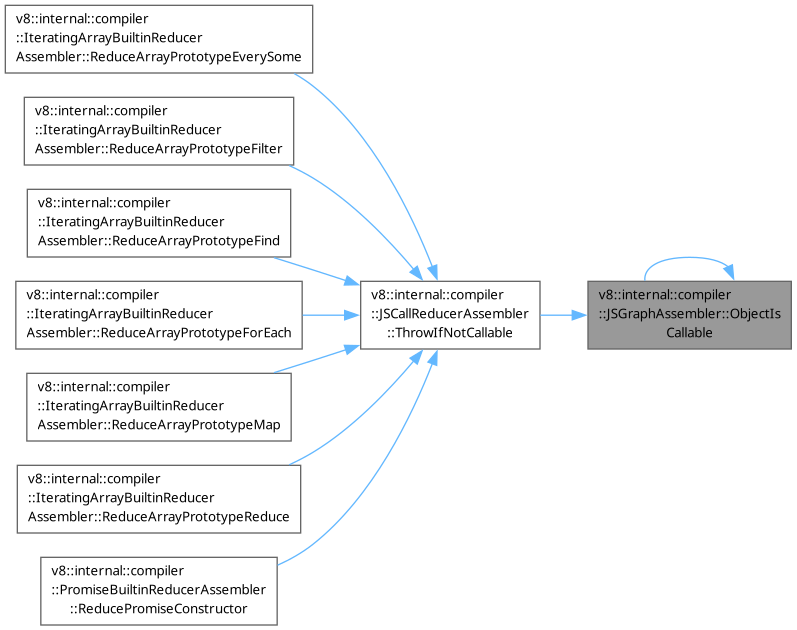 v8::internal::compiler
::IteratingArrayBuiltinReducer
Assembler::ReduceArrayPrototypeEverySome
v8::internal::compiler
::IteratingArrayBuiltinReducer
Assembler::ReduceArrayPrototypeFilter
v8::internal::compiler
::IteratingArrayBuiltinReducer
Assembler::ReduceArrayPrototypeFind
v8::internal::compiler
::IteratingArrayBuiltinReducer
Assembler::ReduceArrayPrototypeForEach
v8::internal::compiler
::IteratingArrayBuiltinReducer
Assembler::ReduceArrayPrototypeMap
v8::internal::compiler
::IteratingArrayBuiltinReducer
Assembler::ReduceArrayPrototypeReduce
v8::internal::compiler
::PromiseBuiltinReducerAssembler
::ReducePromiseConstructor
v8::internal::compiler
::JSCallReducerAssembler
::ThrowIfNotCallable
v8::internal::compiler
::JSGraphAssembler::ObjectIs
Callable